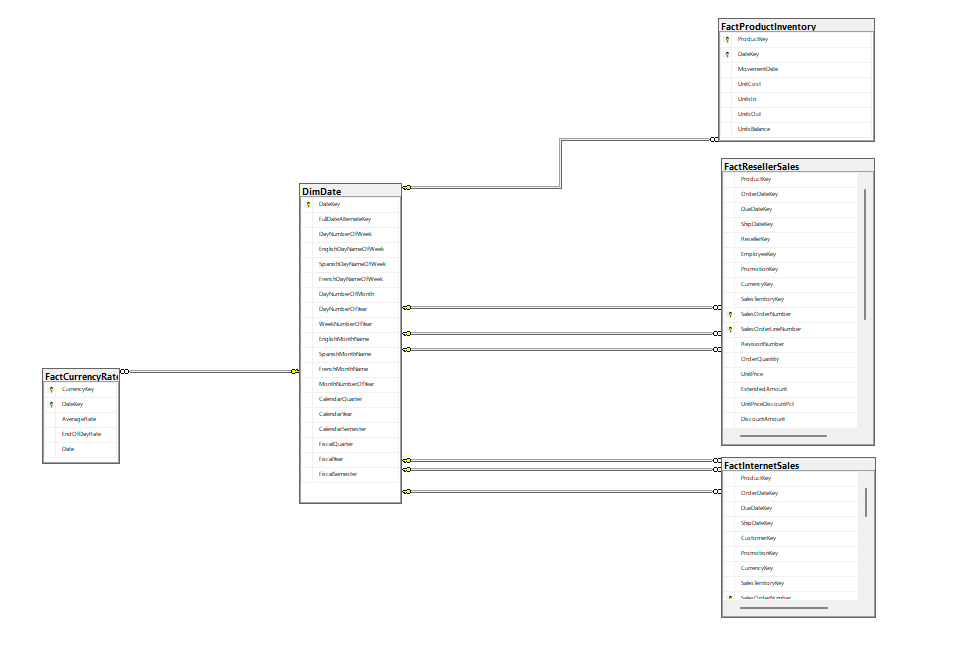 FactProductInventory
ProductKey
DateKey
MovementDate
UnitCost
UnitsIn
UnitsOut
UnitsBalance
FactResellerSales
ProductKey
OrderDateKey
DueDateKey
ShipDateKey
ResellerKey
EmployeeKey
PromotionKey
CurrencyKey
SalesTerritoryKey
SalesOrderNumber
SalesOrderLineNumber
RevisionNumber
OrderQuantity
UnitPrice
ExtendedAmount
UnitPriceDiscountPct
DiscountAmount
DimDate
DateKey
FullDateAlternateKey
DayNumberOfWeek
EnglishDayNameOfWeek
SpanishDayNameOfWeek
FrenchDayNameOfWeek
DayNumberOfMonth
DayNumberOfYear
WeekNumberOfYear
EnglishMonthName
SpanishMonthName
FrenchMonthName
MonthNumberOfYear
CalendarQuarter
CalendarYear
CalendarSemester
FiscalQuarter
FiscalYear
FiscalSemester
FactCurrencyRate
CurrencyKey
DateKey
AverageRate
EndOfDayRate
Date
FactInternetSales
ProductKey
OrderDateKey
DueDateKey
ShipDateKey
CustomerKey
PromotionKey
CurrencyKey
SalesTerritoryKey
SalesOrderNumber